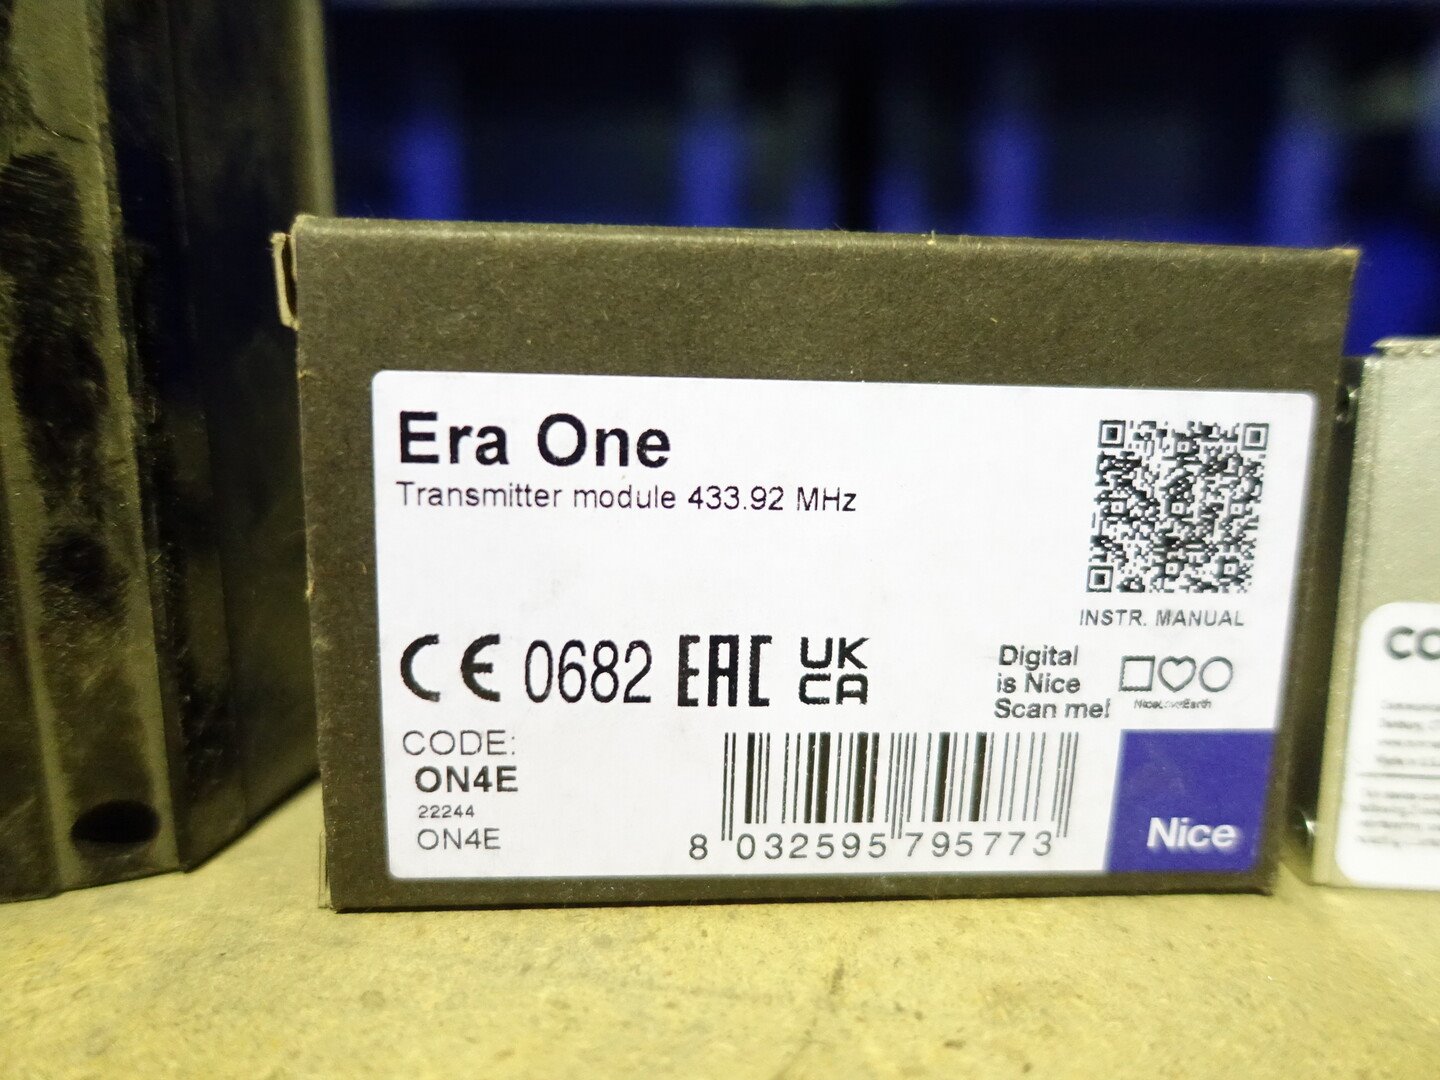 Era One
Transmitter module 433.92 MHz
INSTR. MANUAL
CE 0682 EAC UK
CA
Digital
is Nice
Scan me!
NiceLovesEarth
CODE:
ON4E
22244
ON4E
8 032595 795773
Nice
CO